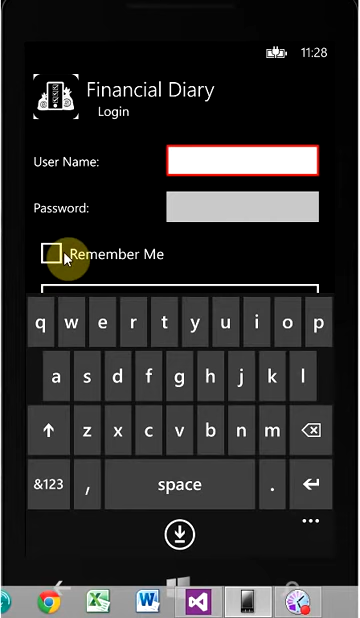 11:28
Financial Diary
Login
User Name:
Password:
Remember Me
q w e r t y u i o p
a s d f g h j k l
z x c v b n m
&123 , space .